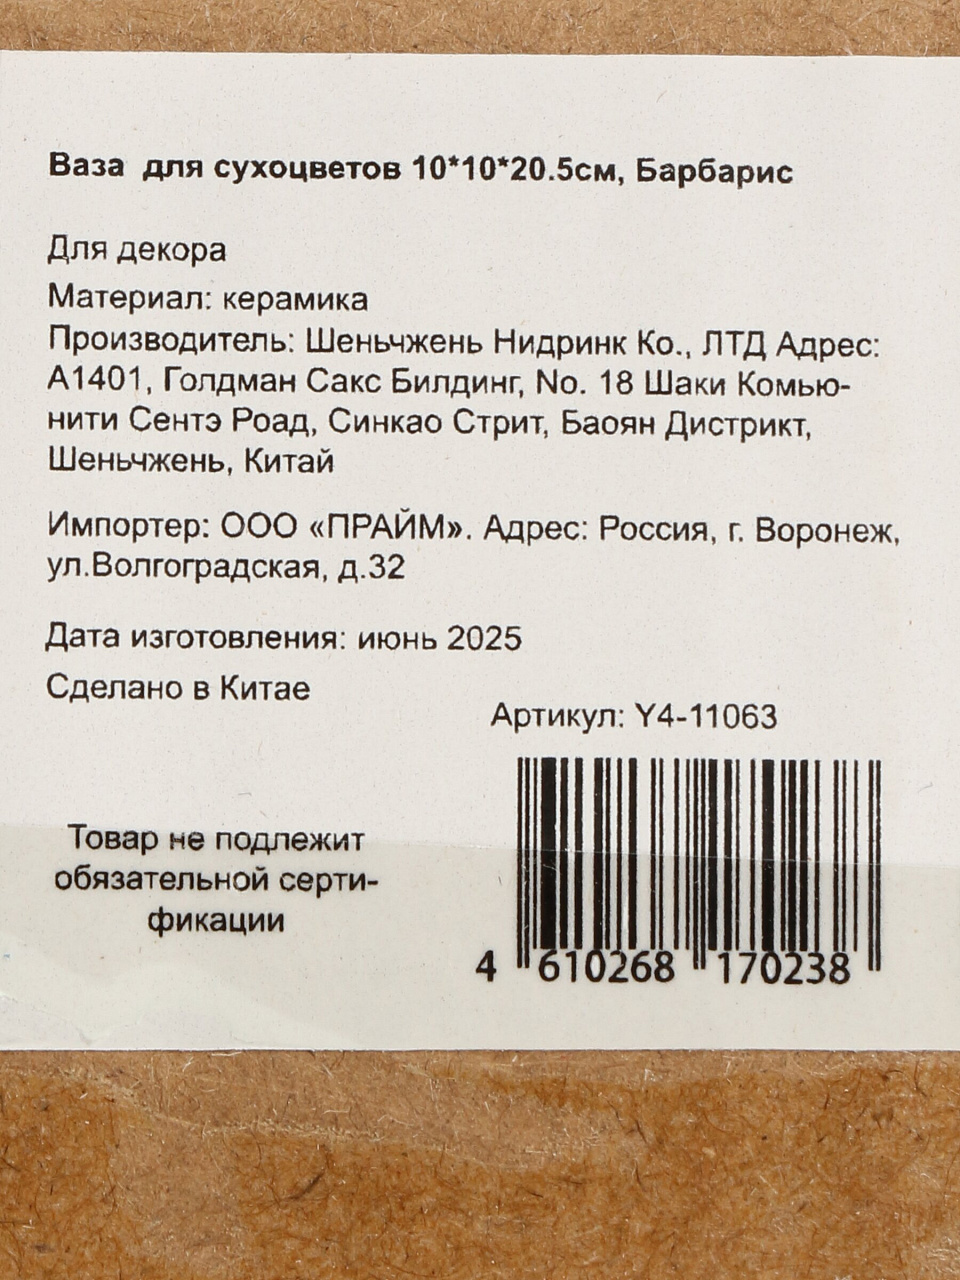 Ваза для сухоцветов 10*10*20.5см, Барбарис
Для декора
Материал: керамика
Производитель: Шеньчжень Нидринк Ко., ЛТД Адрес:
А1401, Голдман Сакс Билдинг, No. 18 Шаки Комью-
нити Сентэ Роад, Синкао Стрит, Баоян Дистрикт,
Шеньчжень, Китай
Импортер: ООО «ПРАЙМ». Адрес: Россия, г. Воронеж,
ул.Волгоградская, д.32
Дата изготовления: июнь 2025
Сделано в Китае
Артикул: Y4-11063
Товар не подлежит
обязательной серти-
фикации
4 610268 170238